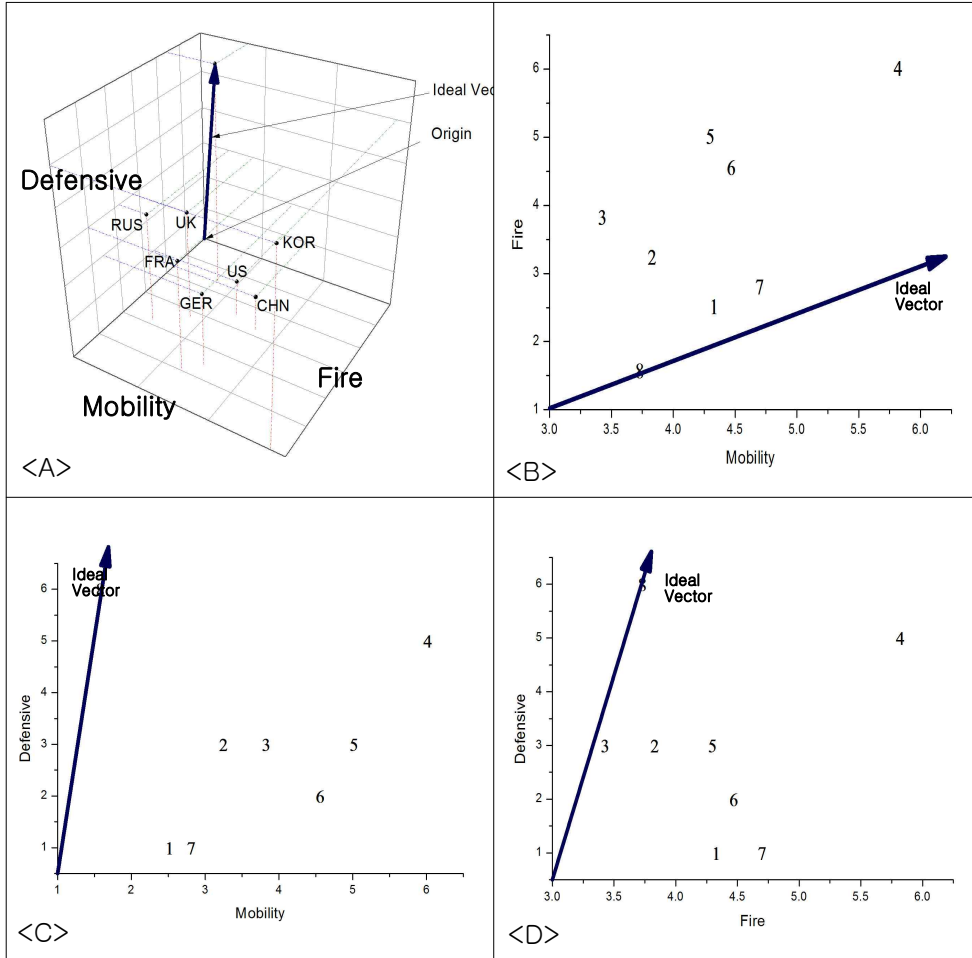 Ideal Vec
Origin
Defensive
RUS
UK
KOR
FRA
US
GER
CHN
Fire
Mobility
<A>
6
5
4
3
2
1
Fire
4
5
6
3
2
7
1
8
Ideal
Vector
3.0 3.5 4.0 4.5 5.0 5.5 6.0
Mobility
<B>
6
5
4
3
2
1
Defensive
Ideal
Vector
4
2 3 5
6
1 7
1 2 3 4 5 6
Mobility
<C>
6
5
4
3
2
1
Defensive
8
Ideal
Vector
4
3 2 5
6
1 7
3.0 3.5 4.0 4.5 5.0 5.5 6.0
Fire
<D>